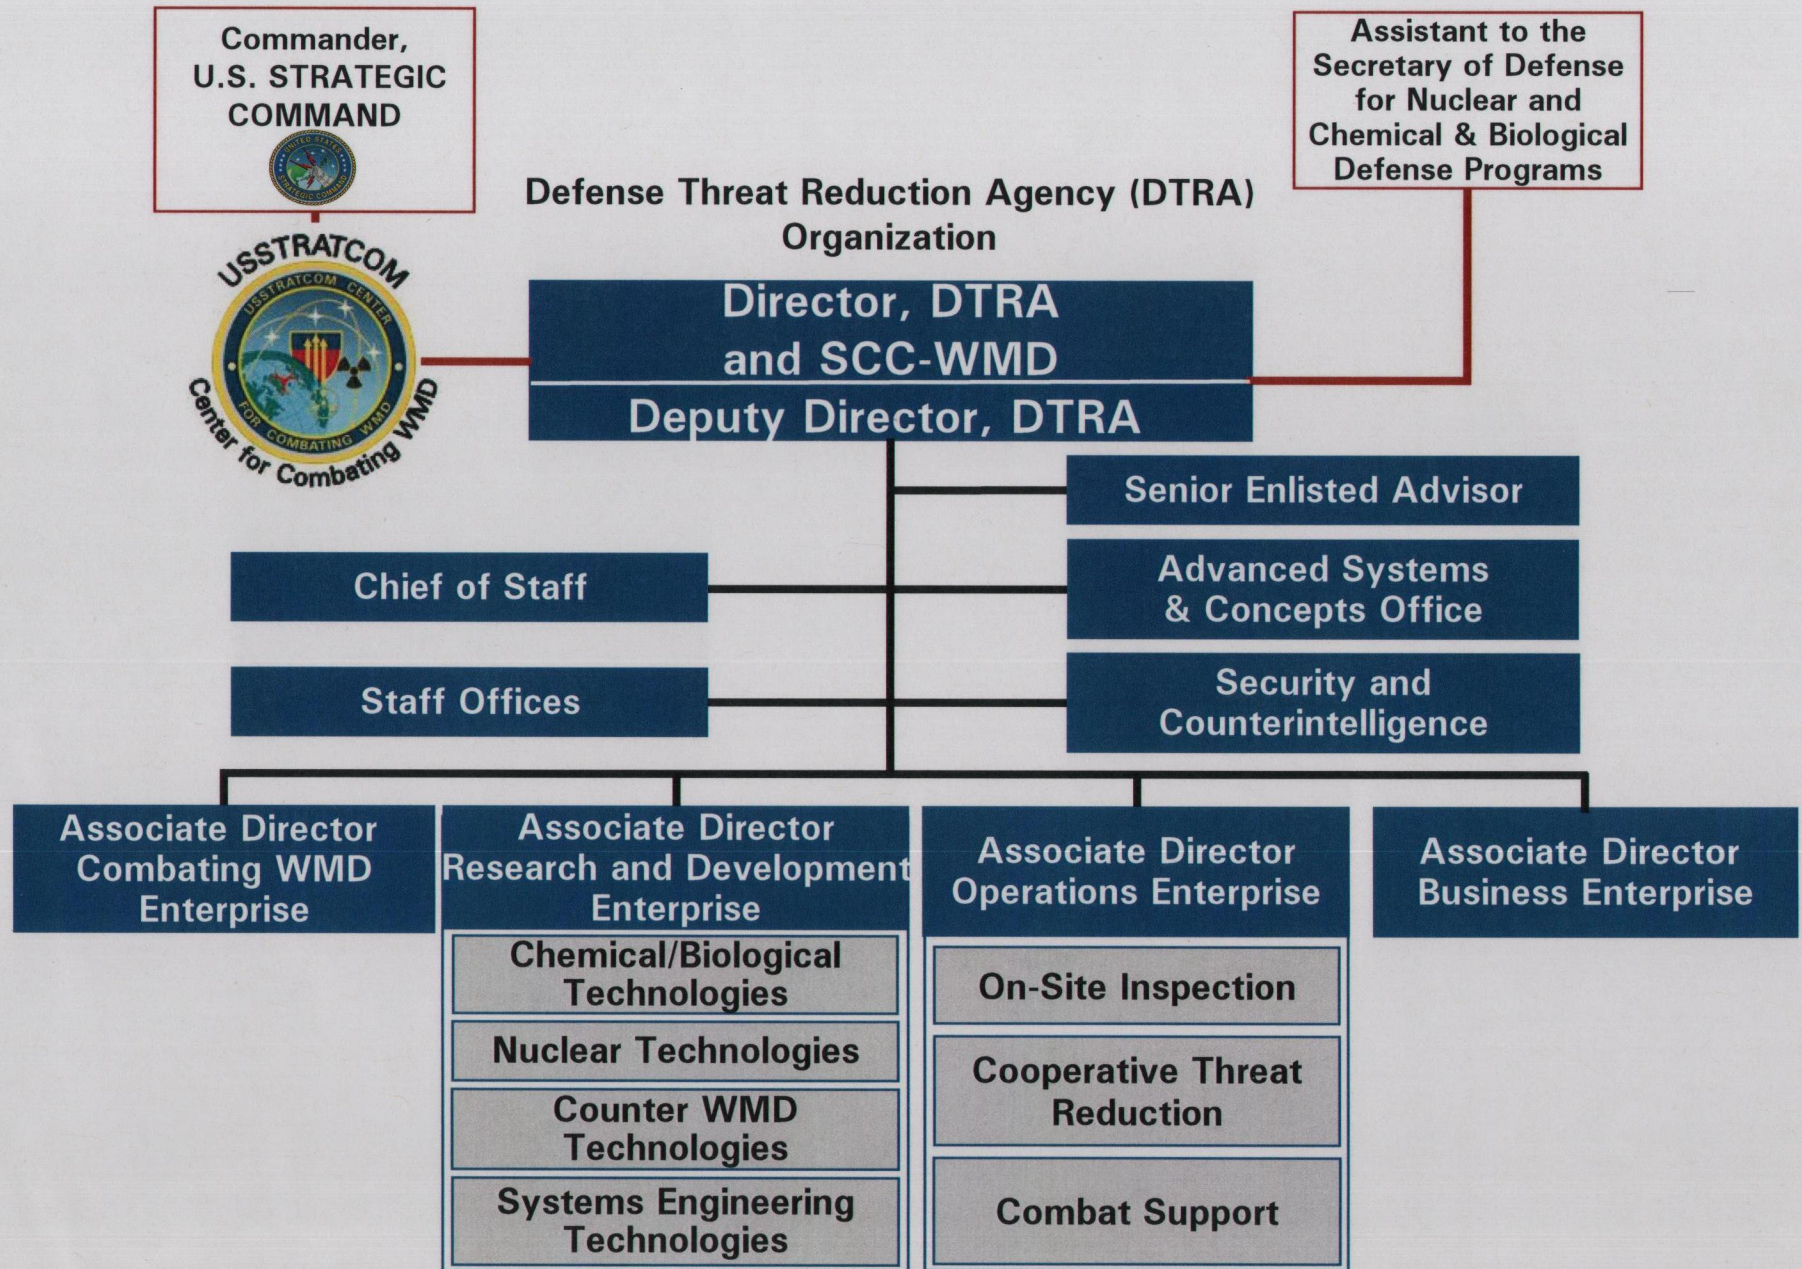 Commander,
U.S. STRATEGIC
COMMAND
UNITED STATES
STRATEGIC COMMAND
Assistant to the
Secretary of Defense
for Nuclear and
Chemical & Biological
Defense Programs
Defense Threat Reduction Agency (DTRA)
Organization
USSTRATCOM
USSTRATCOM CENTER
FOR COMBATING WMD
Center for Combating WMD
Director, DTRA
and SCC-WMD
Deputy Director, DTRA
Senior Enlisted Advisor
Chief of Staff
Advanced Systems
& Concepts Office
Staff Offices
Security and
Counterintelligence
Associate Director
Combating WMD
Enterprise
Associate Director
Research and Development
Enterprise
Chemical/Biological
Technologies
Nuclear Technologies
Counter WMD
Technologies
Systems Engineering
Technologies
Associate Director
Operations Enterprise
On-Site Inspection
Cooperative Threat
Reduction
Combat Support
Associate Director
Business Enterprise